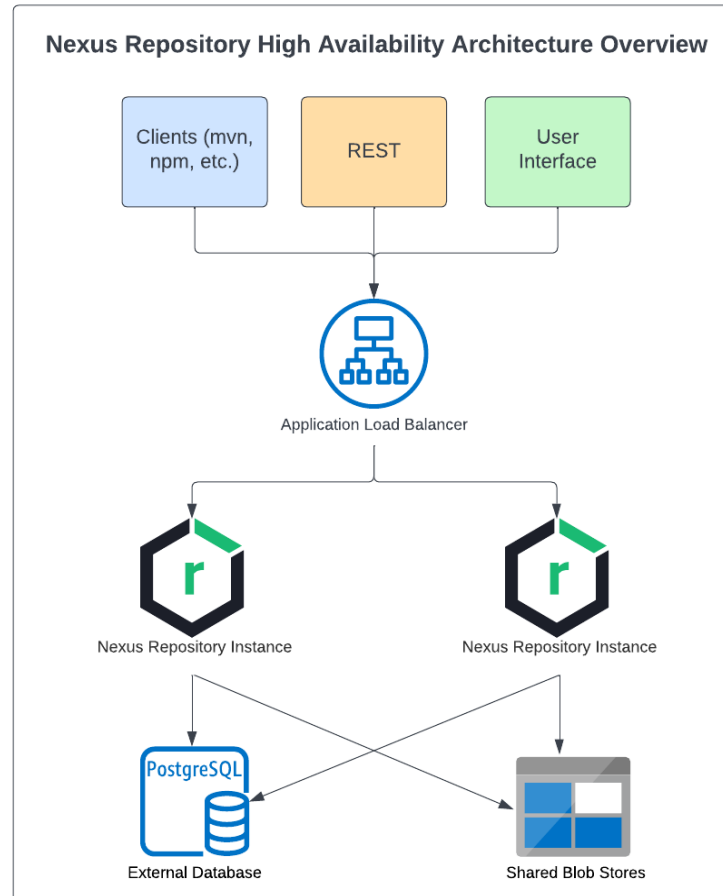 Nexus Repository High Availability Architecture Overview
Clients (mvn,
npm, etc.)
REST
User
Interface
Application Load Balancer
r
r
Nexus Repository Instance
Nexus Repository Instance
PostgreSQL
External Database
Shared Blob Stores